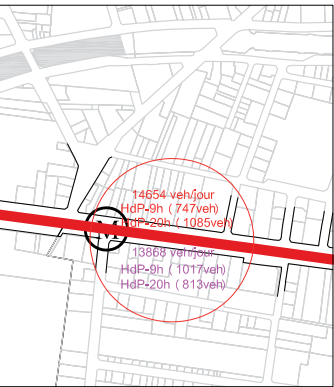 14654 veh/jour
HdP-9h ( 747veh)
HdP-20h ( 1085veh)
M
13868 veh/jour
HdP-9h ( 1017veh)
HdP-20h ( 813veh)